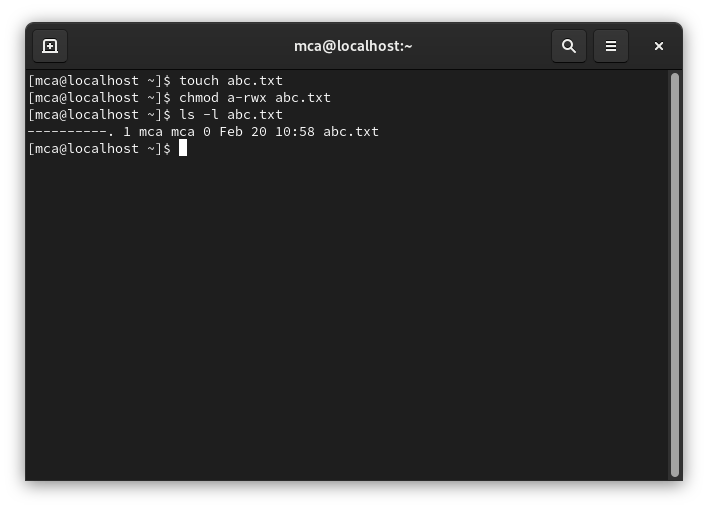 mca@localhost:~
[mca@localhost ~]$ touch abc.txt
[mca@localhost ~]$ chmod a-rwx abc.txt
[mca@localhost ~]$ ls -l abc.txt
----------. 1 mca mca 0 Feb 20 10:58 abc.txt
[mca@localhost ~]$